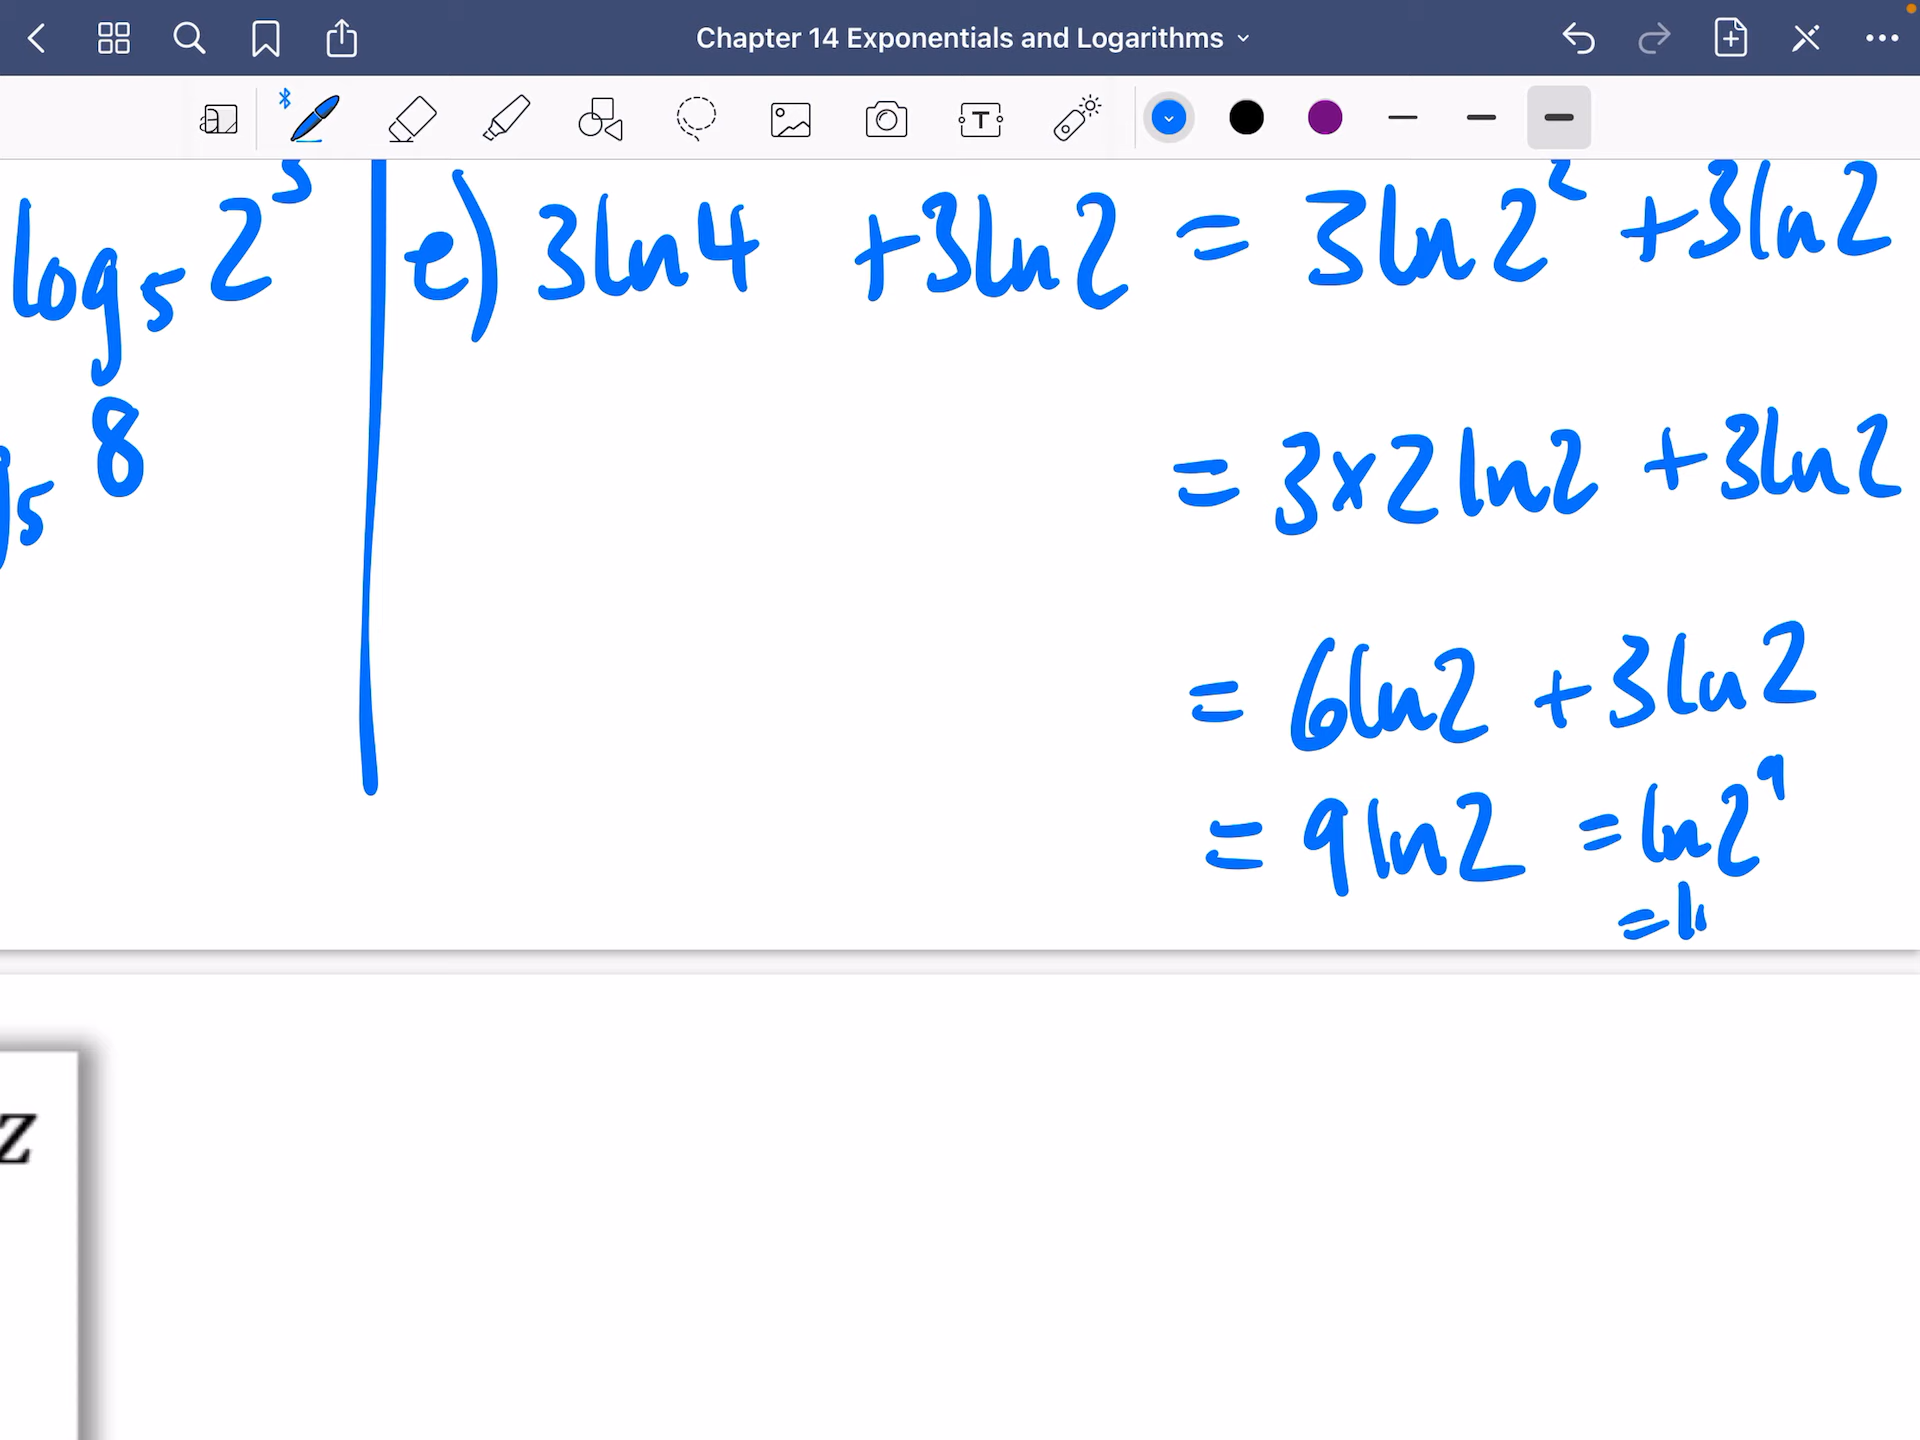 Chapter 14 Exponentials and Logarithms
T
log₅ 2³
e) 3ln4 + 3ln2 = 3ln2² + 3ln2
8
5
= 3×2ln2 + 3ln2
= 6ln2 + 3ln2
= 9ln2 = ln2⁹
= ln
z